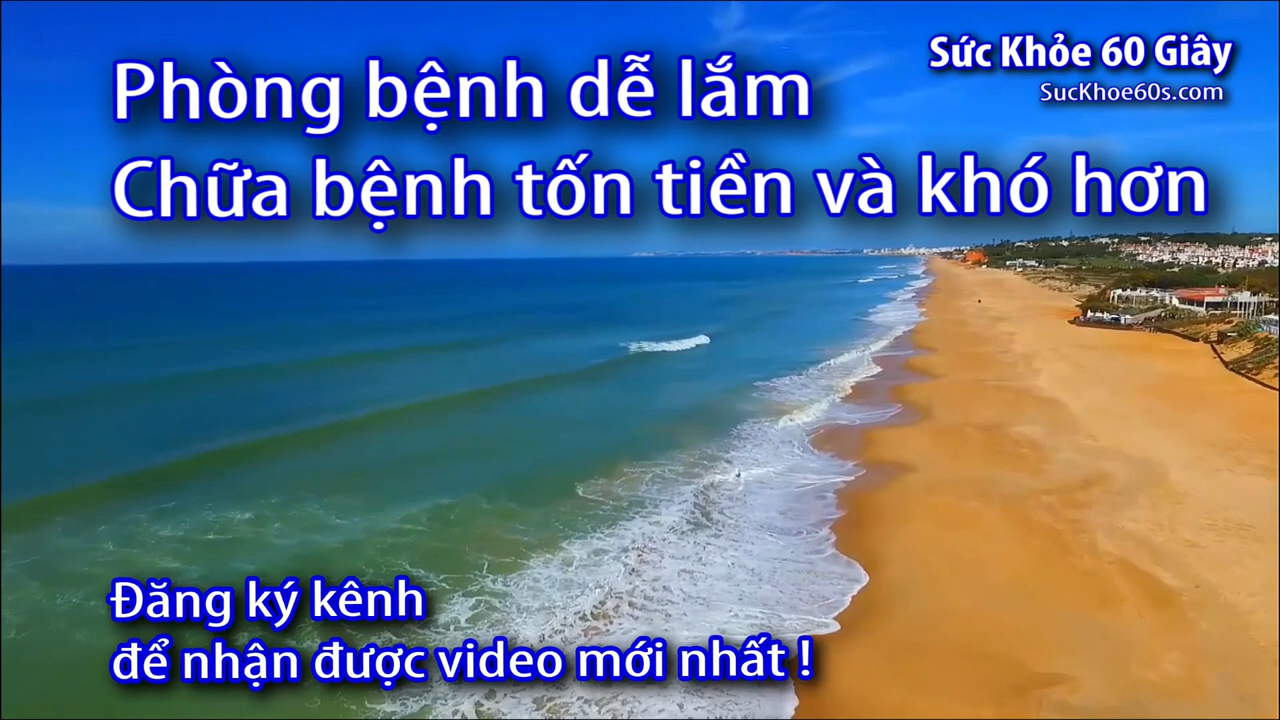 Sức Khỏe 60 Giây
SucKhoe60s.com
Phòng bệnh dễ lắm
Chữa bệnh tốn tiền và khó hơn
Đăng ký kênh
để nhận được video mới nhất !